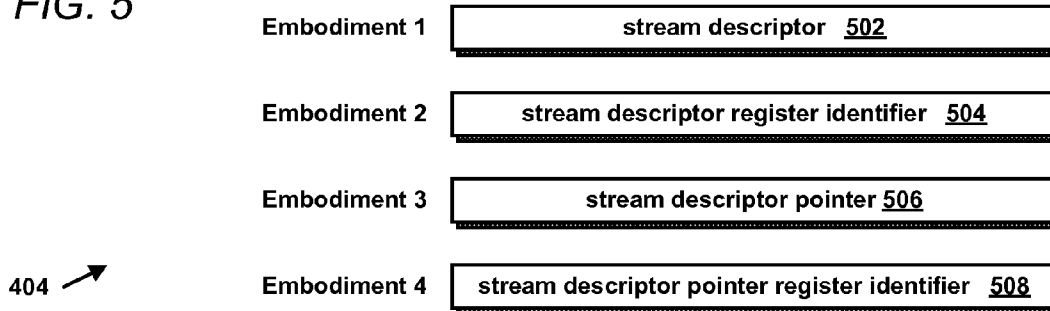 FIG. 5
Embodiment 1 stream descriptor 502
Embodiment 2 stream descriptor register identifier 504
Embodiment 3 stream descriptor pointer 506
404 Embodiment 4 stream descriptor pointer register identifier 508